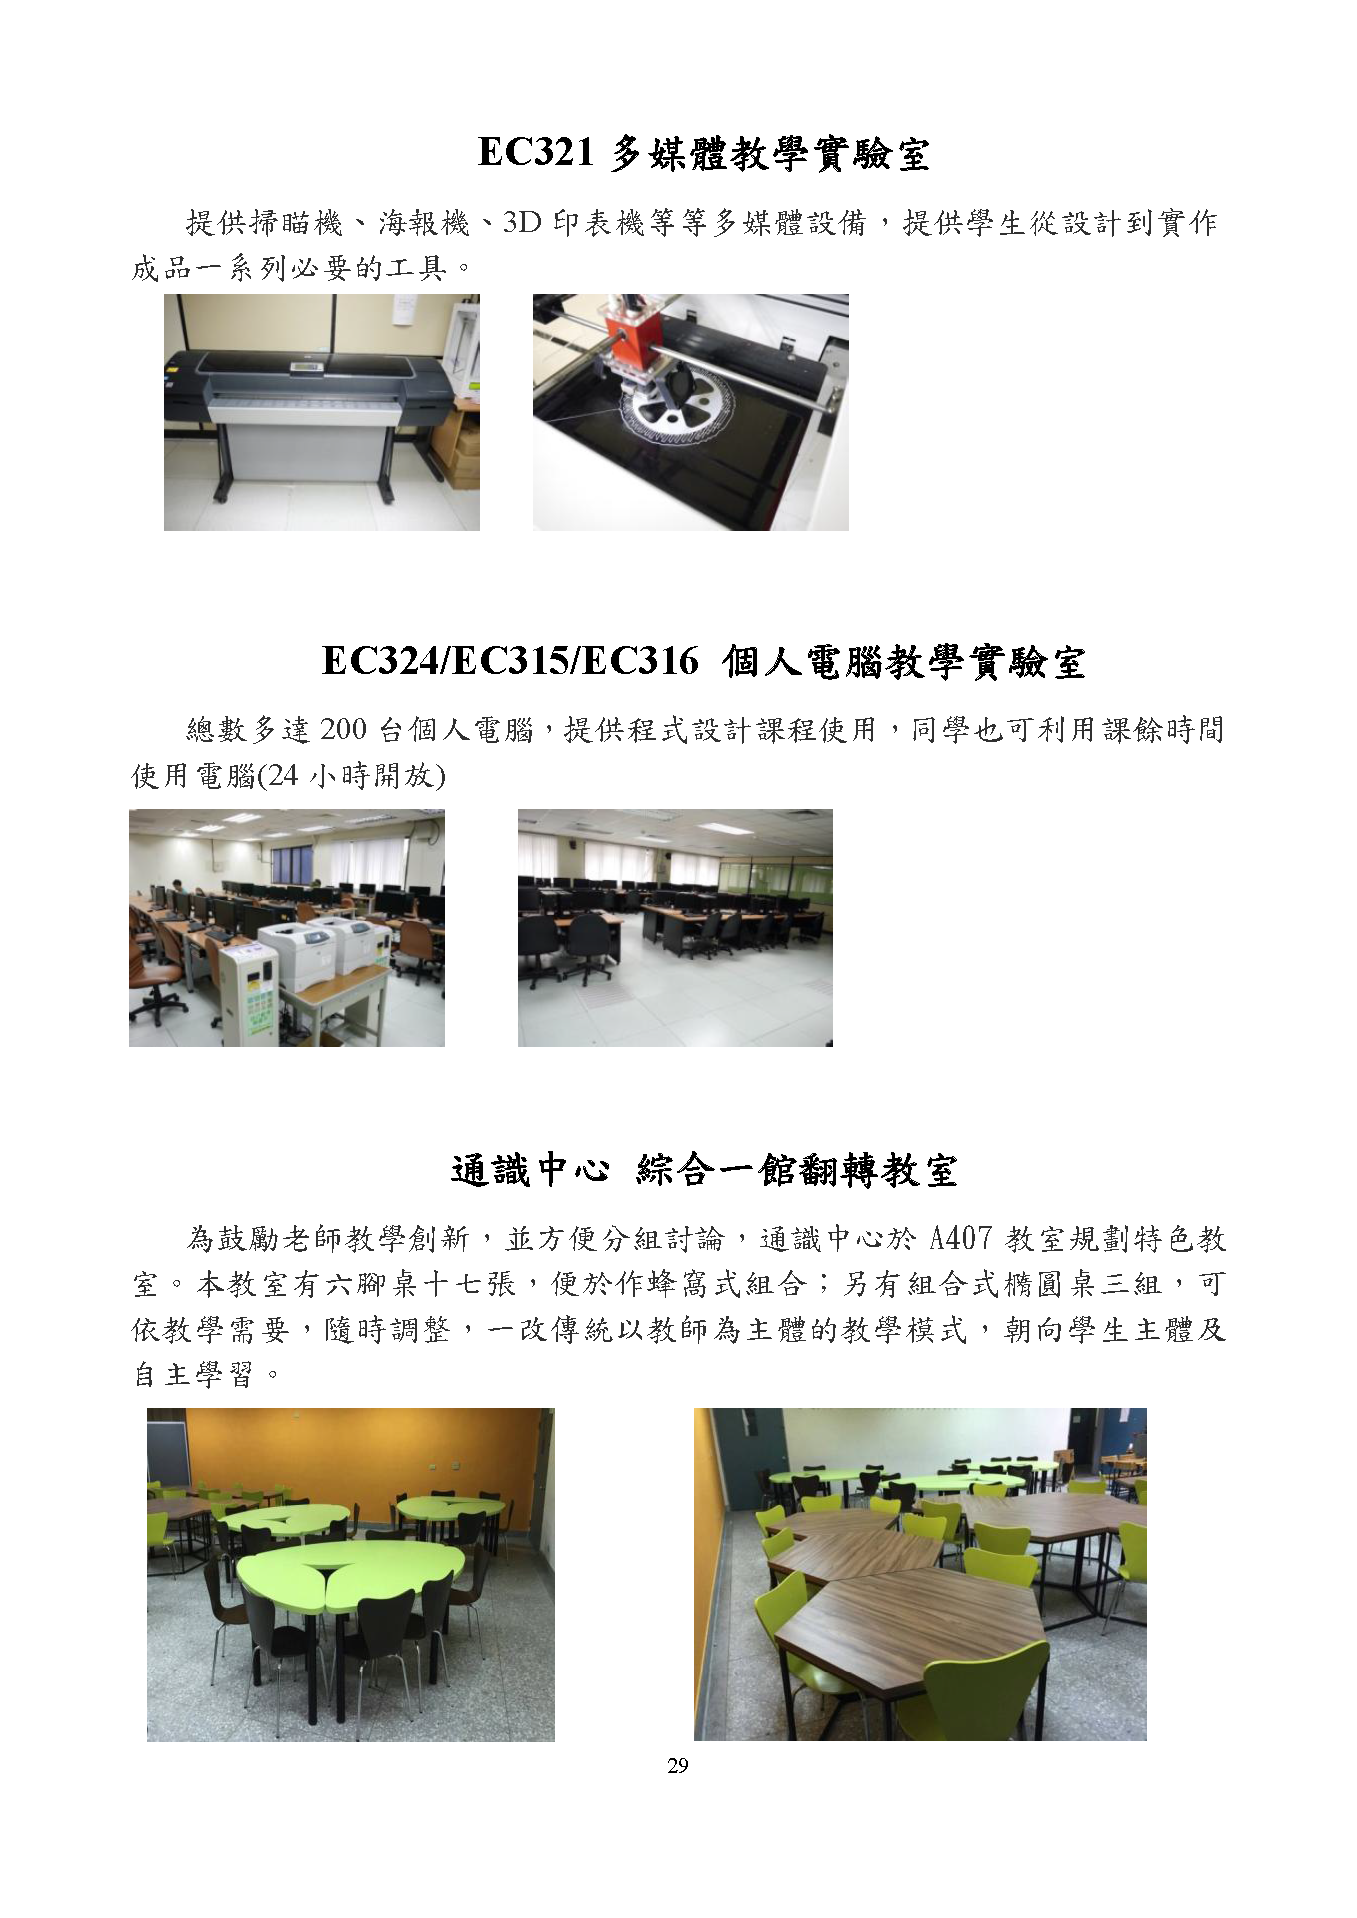 EC321 多媒體教學實驗室
提供掃瞄機、海報機、3D 印表機等等多媒體設備，提供學生從設計到實作
成品一系列必要的工具。
EC324/EC315/EC316 個人電腦教學實驗室
總數多達 200 台個人電腦，提供程式設計課程使用，同學也可利用課餘時間
使用電腦(24 小時開放)
通識中心 綜合一館翻轉教室
為鼓勵老師教學創新，並方便分組討論，通識中心於 A407 教室規劃特色教
室。本教室有六腳桌十七張，便於作蜂窩式組合；另有組合式橢圓桌三組，可
依教學需要，隨時調整，一改傳統以教師為主體的教學模式，朝向學生主體及
自主學習。
29